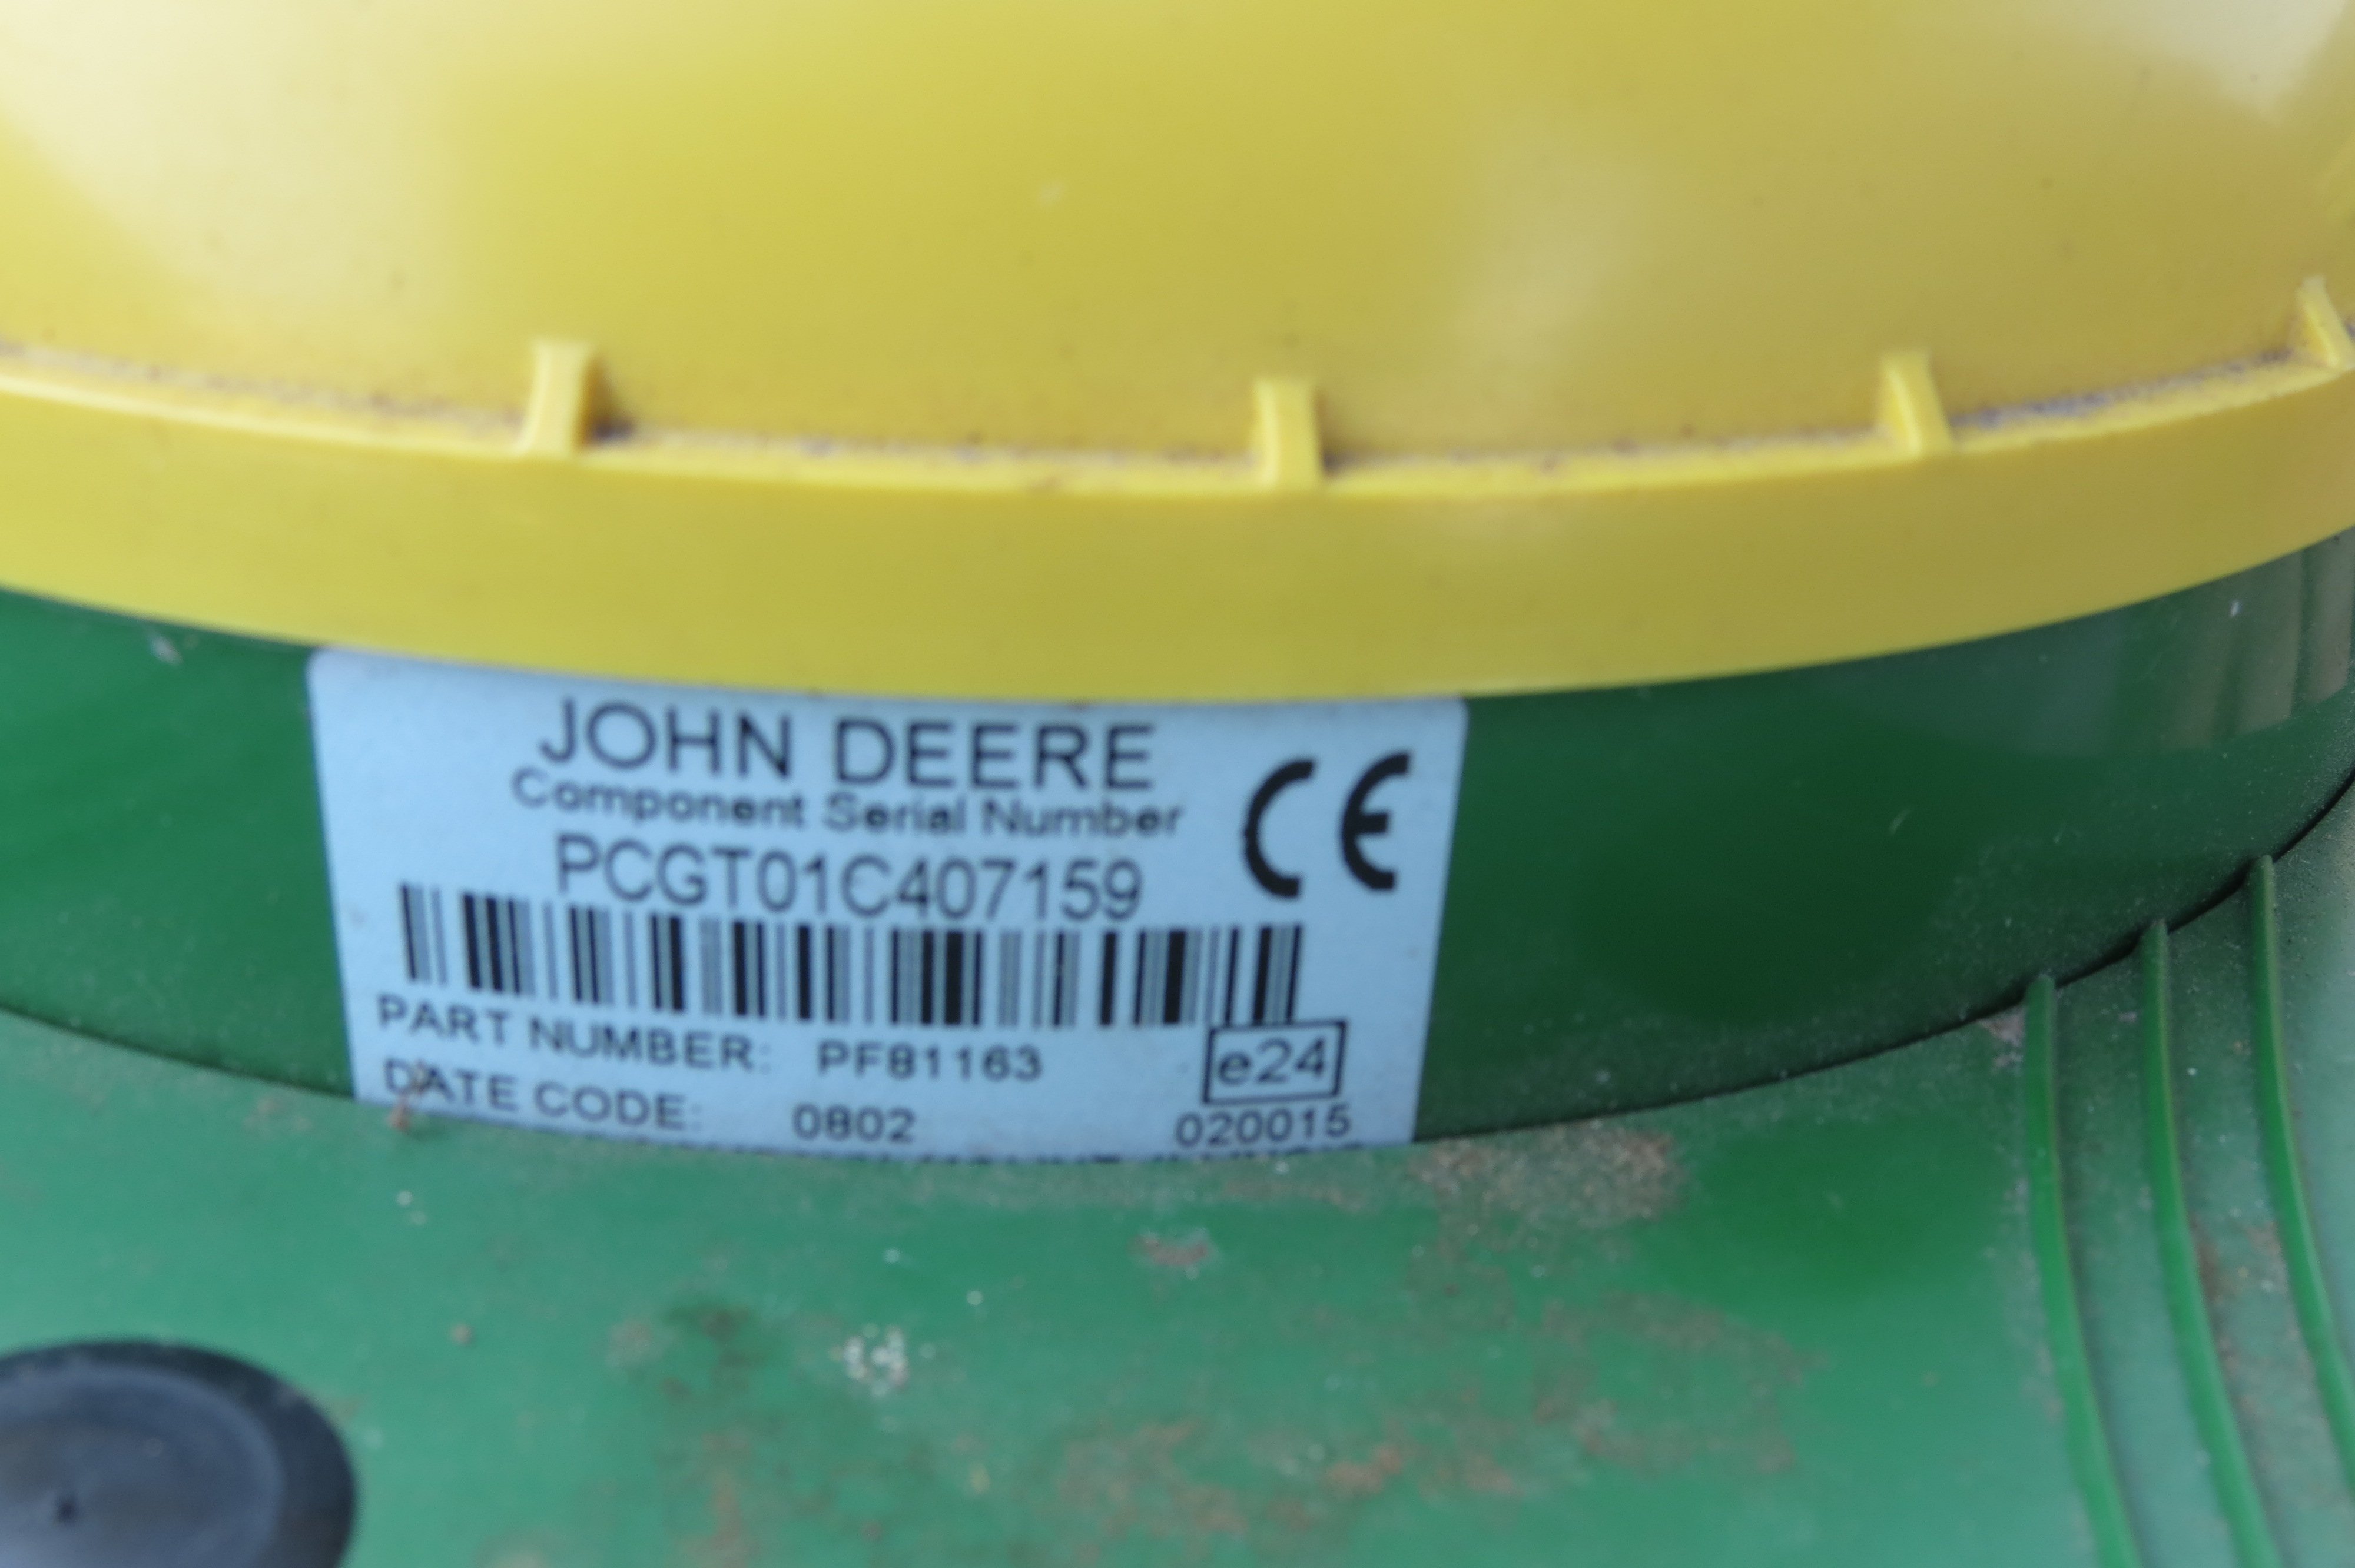 JOHN DEERE
Component Serial Number
CE
PCGT01C407159
PART NUMBER: PF81163
e24
DATE CODE: 0802
020015